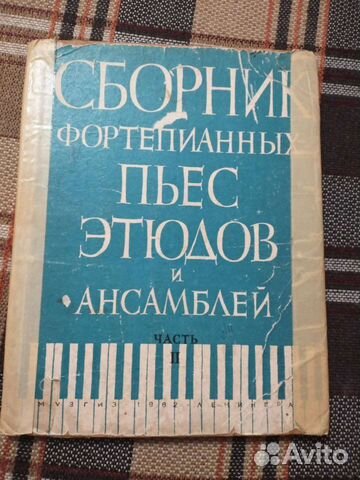 СБОРНИК
ФОРТЕПИАННЫХ
ПЬЕС
ЭТЮДОВ
И
АНСАМБЛЕЙ
ЧАСТЬ
II
МУЗГИЗ · 1962 · ЛЕНИНГРАД
Avito